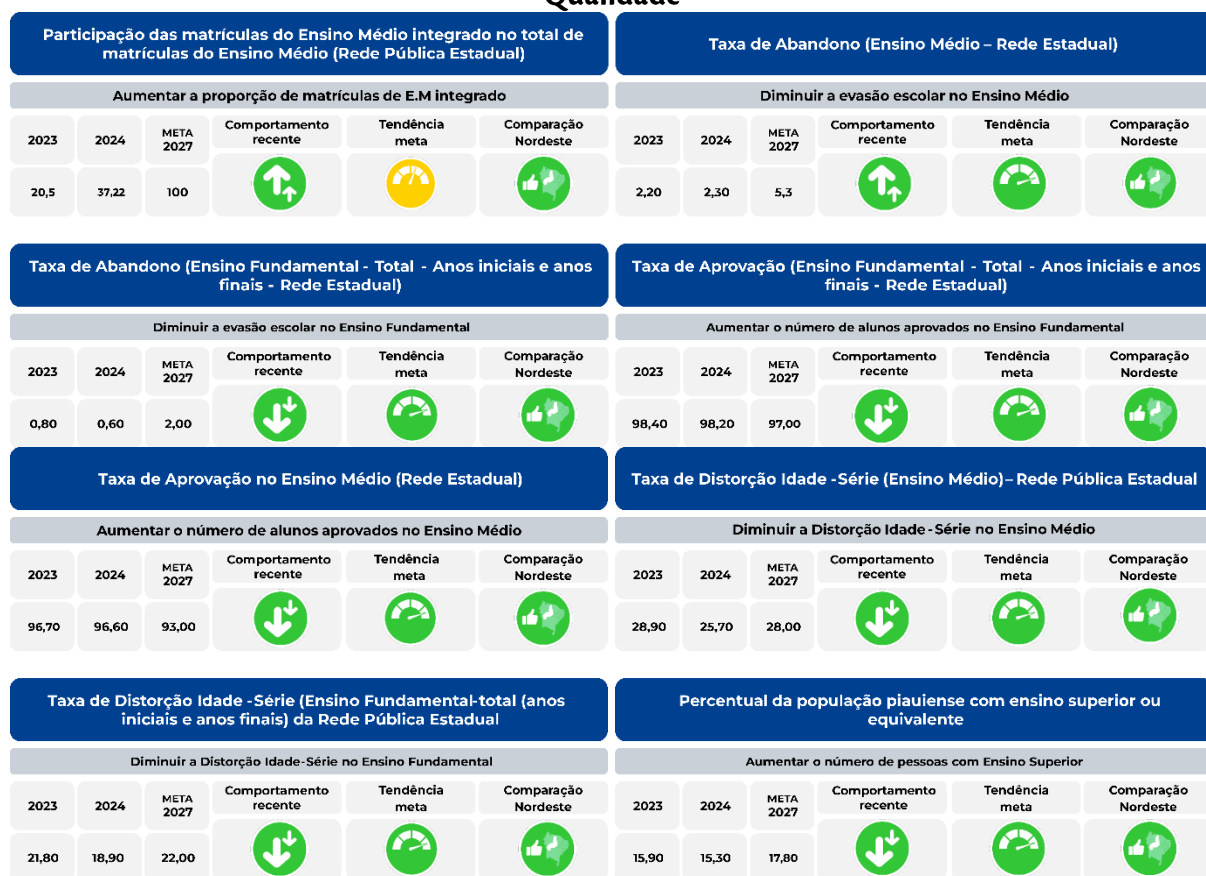 Qualidade
Participação das matrículas do Ensino Médio integrado no total de
matrículas do Ensino Médio (Rede Pública Estadual)
Aumentar a proporção de matrículas de E.M integrado
2023 2024 META 2027 Comportamento recente Tendência meta Comparação Nordeste
20,5 37,22 100
Taxa de Abandono (Ensino Médio – Rede Estadual)
Diminuir a evasão escolar no Ensino Médio
2023 2024 META 2027 Comportamento recente Tendência meta Comparação Nordeste
2,20 2,30 5,3
Taxa de Abandono (Ensino Fundamental - Total - Anos iniciais e anos
finais - Rede Estadual)
Diminuir a evasão escolar no Ensino Fundamental
2023 2024 META 2027 Comportamento recente Tendência meta Comparação Nordeste
0,80 0,60 2,00
Taxa de Aprovação (Ensino Fundamental - Total - Anos iniciais e anos
finais - Rede Estadual)
Aumentar o número de alunos aprovados no Ensino Fundamental
2023 2024 META 2027 Comportamento recente Tendência meta Comparação Nordeste
98,40 98,20 97,00
Taxa de Aprovação no Ensino Médio (Rede Estadual)
Aumentar o número de alunos aprovados no Ensino Médio
2023 2024 META 2027 Comportamento recente Tendência meta Comparação Nordeste
96,70 96,60 93,00
Taxa de Distorção Idade -Série (Ensino Médio)– Rede Pública Estadual
Diminuir a Distorção Idade-Série no Ensino Médio
2023 2024 META 2027 Comportamento recente Tendência meta Comparação Nordeste
28,90 25,70 28,00
Taxa de Distorção Idade -Série (Ensino Fundamental-total (anos
iniciais e anos finais) da Rede Pública Estadual
Diminuir a Distorção Idade-Série no Ensino Fundamental
2023 2024 META 2027 Comportamento recente Tendência meta Comparação Nordeste
21,80 18,90 22,00
Percentual da população piauiense com ensino superior ou
equivalente
Aumentar o número de pessoas com Ensino Superior
2023 2024 META 2027 Comportamento recente Tendência meta Comparação Nordeste
15,90 15,30 17,80